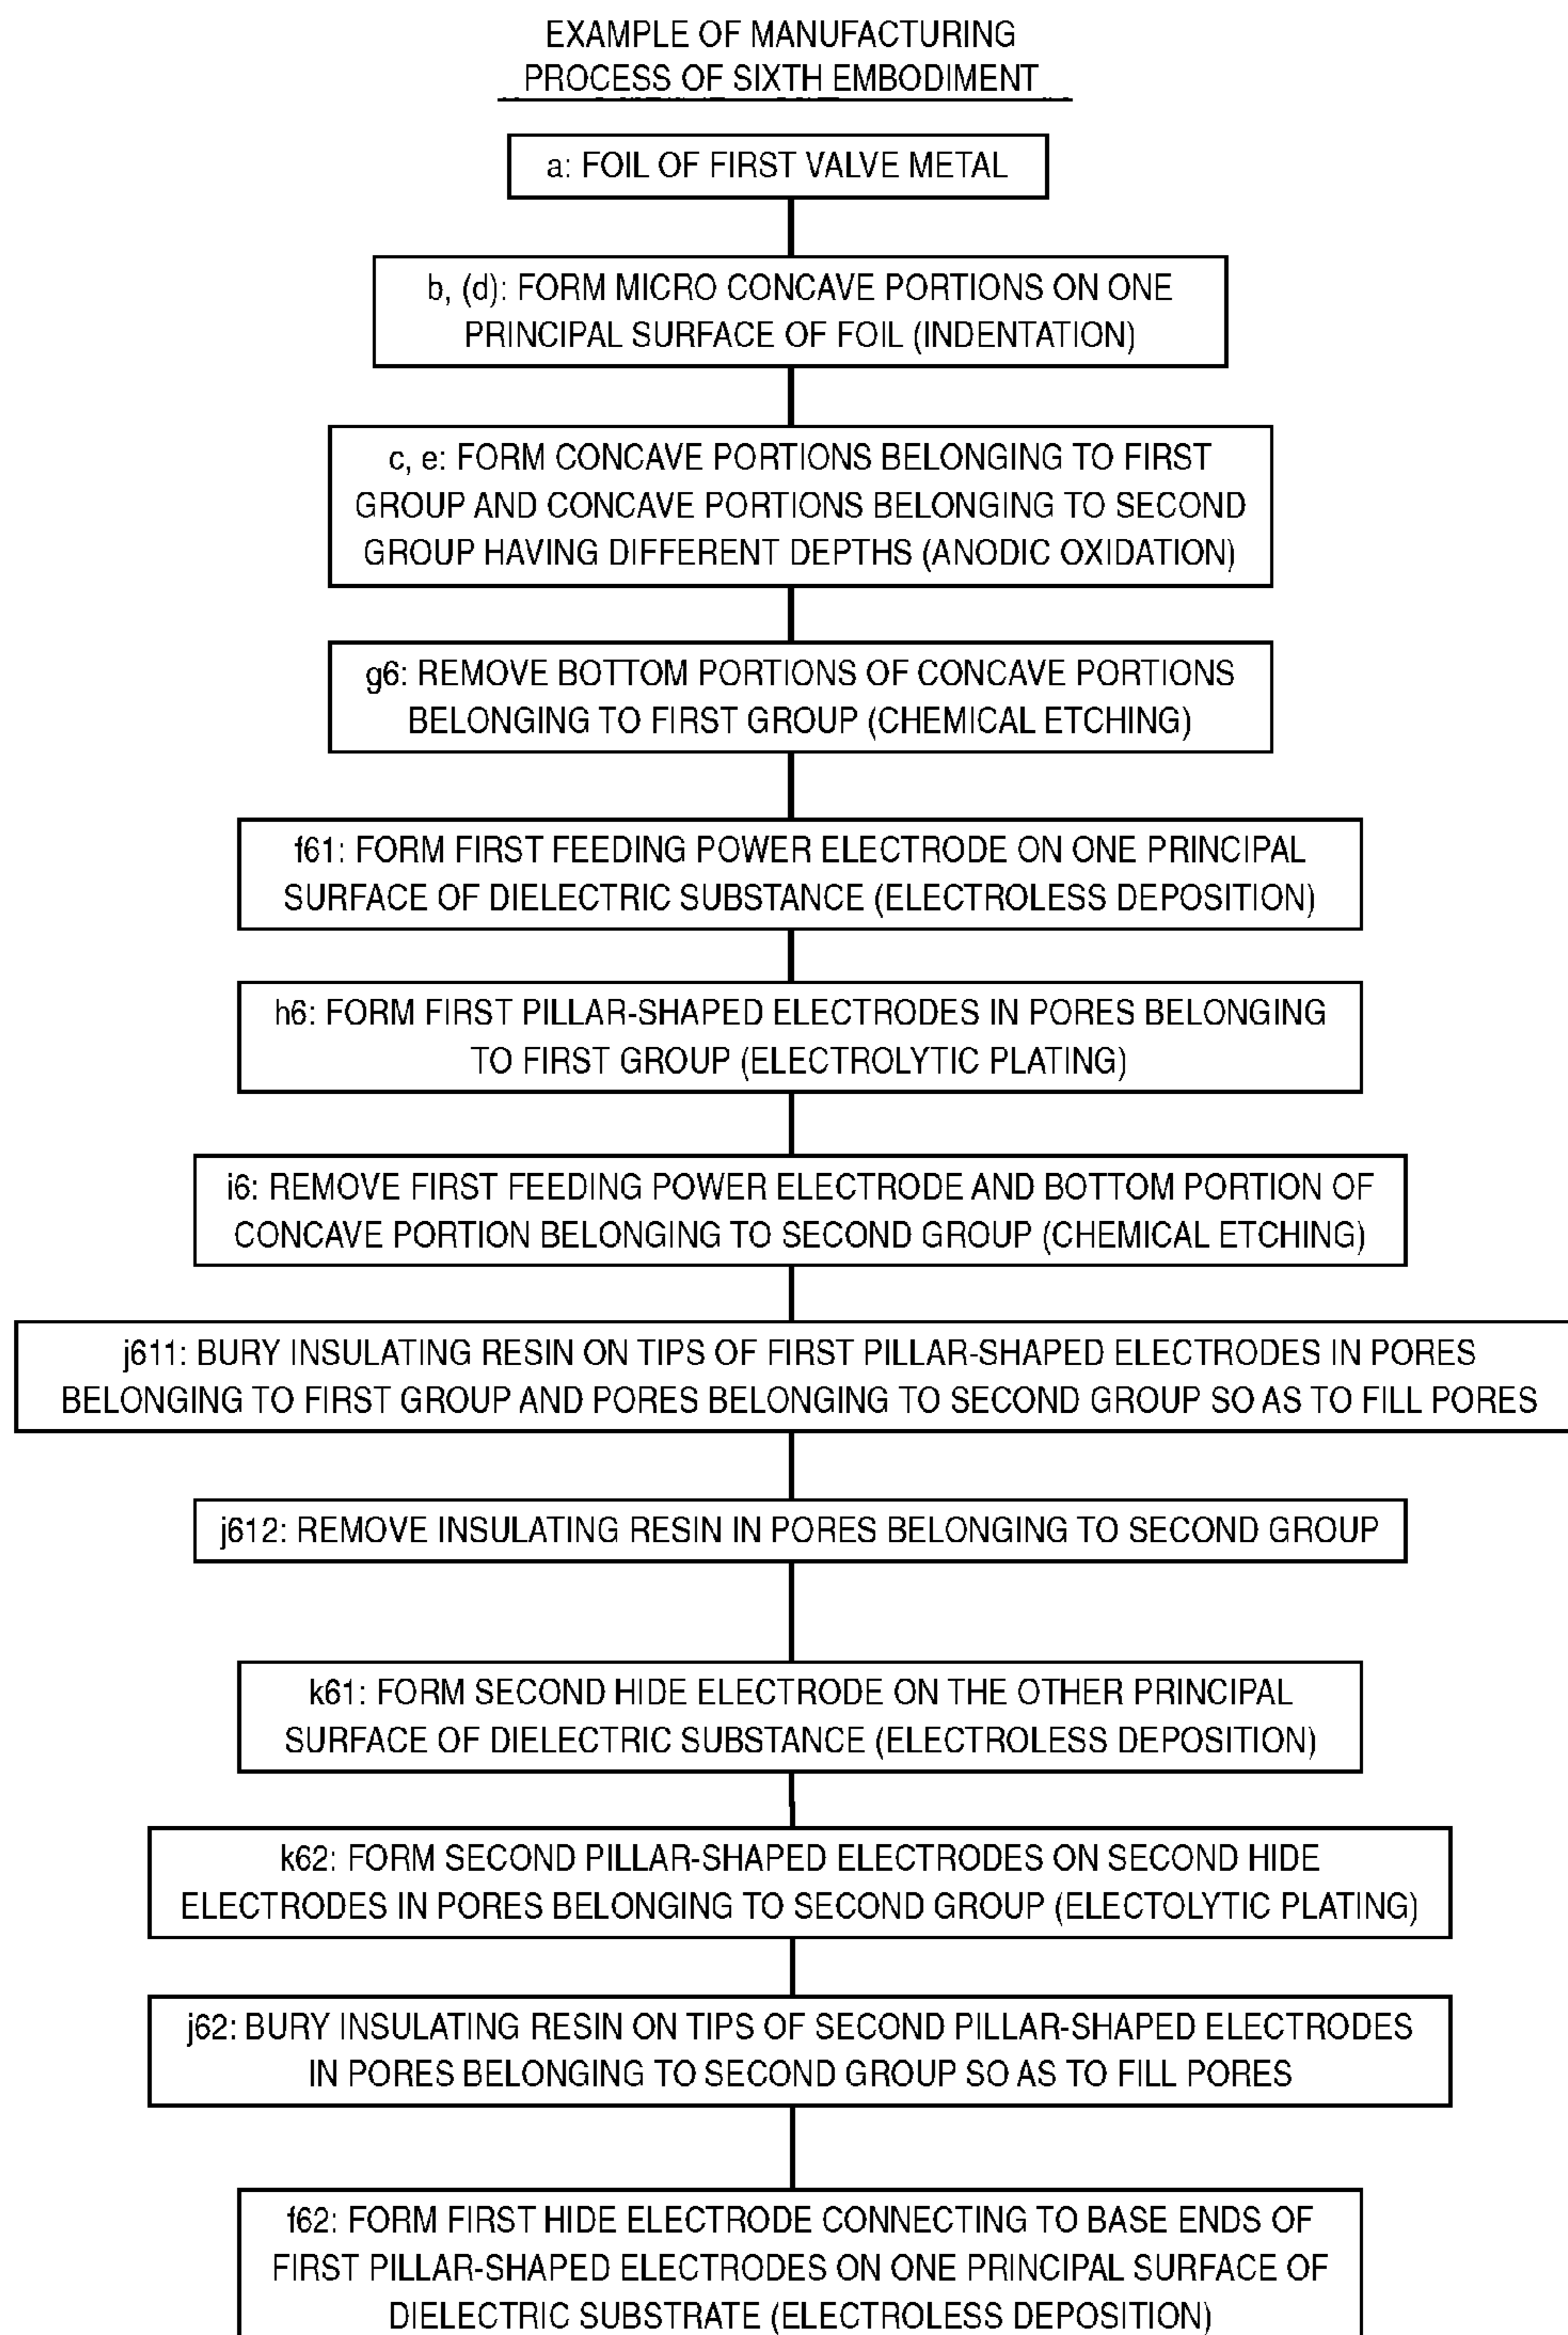 EXAMPLE OF MANUFACTURING
PROCESS OF SIXTH EMBODIMENT
a: FOIL OF FIRST VALVE METAL
b, (d): FORM MICRO CONCAVE PORTIONS ON ONE
PRINCIPAL SURFACE OF FOIL (INDENTATION)
c, e: FORM CONCAVE PORTIONS BELONGING TO FIRST
GROUP AND CONCAVE PORTIONS BELONGING TO SECOND
GROUP HAVING DIFFERENT DEPTHS (ANODIC OXIDATION)
g6: REMOVE BOTTOM PORTIONS OF CONCAVE PORTIONS
BELONGING TO FIRST GROUP (CHEMICAL ETCHING)
f61: FORM FIRST FEEDING POWER ELECTRODE ON ONE PRINCIPAL
SURFACE OF DIELECTRIC SUBSTANCE (ELECTROLESS DEPOSITION)
h6: FORM FIRST PILLAR-SHAPED ELECTRODES IN PORES BELONGING
TO FIRST GROUP (ELECTROLYTIC PLATING)
i6: REMOVE FIRST FEEDING POWER ELECTRODE AND BOTTOM PORTION OF
CONCAVE PORTION BELONGING TO SECOND GROUP (CHEMICAL ETCHING)
j611: BURY INSULATING RESIN ON TIPS OF FIRST PILLAR-SHAPED ELECTRODES IN PORES
BELONGING TO FIRST GROUP AND PORES BELONGING TO SECOND GROUP SO AS TO FILL PORES
j612: REMOVE INSULATING RESIN IN PORES BELONGING TO SECOND GROUP
k61: FORM SECOND HIDE ELECTRODE ON THE OTHER PRINCIPAL
SURFACE OF DIELECTRIC SUBSTANCE (ELECTROLESS DEPOSITION)
k62: FORM SECOND PILLAR-SHAPED ELECTRODES ON SECOND HIDE
ELECTRODES IN PORES BELONGING TO SECOND GROUP (ELECTOLYTIC PLATING)
j62: BURY INSULATING RESIN ON TIPS OF SECOND PILLAR-SHAPED ELECTRODES
IN PORES BELONGING TO SECOND GROUP SO AS TO FILL PORES
f62: FORM FIRST HIDE ELECTRODE CONNECTING TO BASE ENDS OF
FIRST PILLAR-SHAPED ELECTRODES ON ONE PRINCIPAL SURFACE OF
DIELECTRIC SUBSTRATE (ELECTROLESS DEPOSITION)